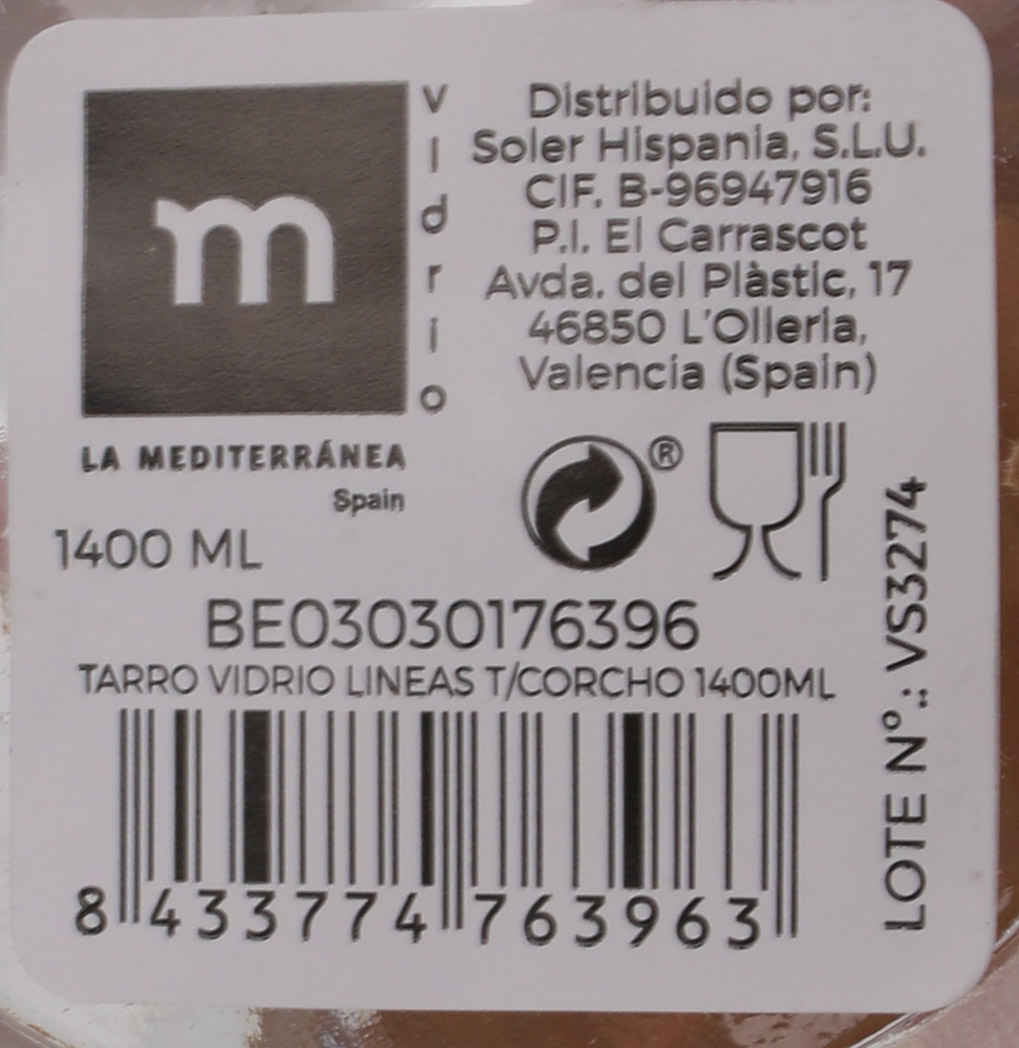 m
vidrio
LA MEDITERRÁNEA
Spain
1400 ML
Distribuido por:
Soler Hispania, S.L.U.
CIF. B-96947916
P.I. El Carrascot
Avda. del Plàstic, 17
46850 L'Olleria,
Valencia (Spain)
®
BE03030176396
TARRO VIDRIO LINEAS T/CORCHO 1400ML
8 433774 763963
LOTE Nº.: VS3274